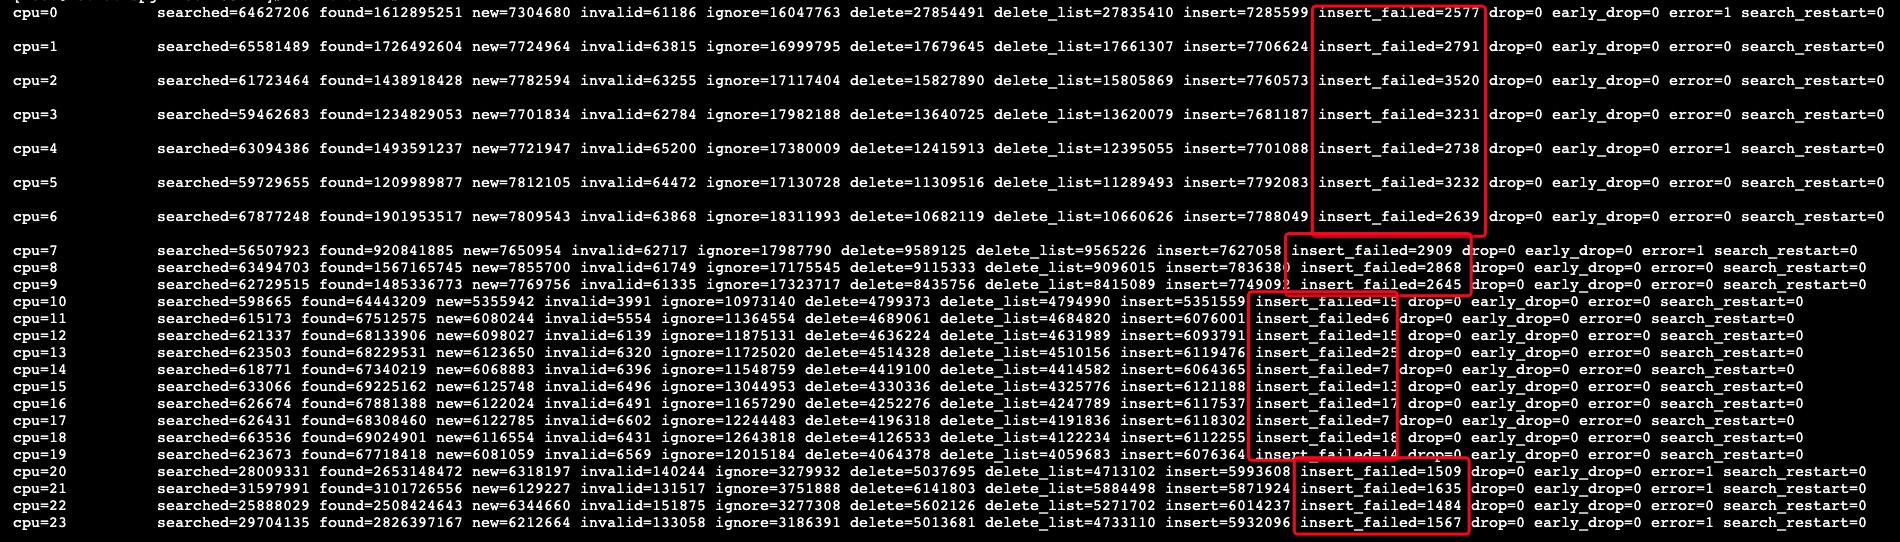 cpu=0 searched=64627206 found=1612895251 new=7304680 invalid=61186 ignore=16047763 delete=27854491 delete_list=27835410 insert=7285599 insert_failed=2577 drop=0 early_drop=0 error=1 search_restart=0
cpu=1 searched=65581489 found=1726492604 new=7724964 invalid=63815 ignore=16999795 delete=17679645 delete_list=17661307 insert=7706624 insert_failed=2791 drop=0 early_drop=0 error=0 search_restart=0
cpu=2 searched=61723464 found=1438918428 new=7782594 invalid=63255 ignore=17117404 delete=15827890 delete_list=15805869 insert=7760573 insert_failed=3520 drop=0 early_drop=0 error=0 search_restart=0
cpu=3 searched=59462683 found=1234829053 new=7701834 invalid=62784 ignore=17982188 delete=13640725 delete_list=13620079 insert=7681187 insert_failed=3231 drop=0 early_drop=0 error=0 search_restart=0
cpu=4 searched=63094386 found=1493591237 new=7721947 invalid=65200 ignore=17380009 delete=12415913 delete_list=12395055 insert=7701088 insert_failed=2738 drop=0 early_drop=0 error=1 search_restart=0
cpu=5 searched=59729655 found=1209989877 new=7812105 invalid=64472 ignore=17130728 delete=11309516 delete_list=11289493 insert=7792083 insert_failed=3232 drop=0 early_drop=0 error=0 search_restart=0
cpu=6 searched=67877248 found=1901953517 new=7809543 invalid=63868 ignore=18311993 delete=10682119 delete_list=10660626 insert=7788049 insert_failed=2639 drop=0 early_drop=0 error=0 search_restart=0
cpu=7 searched=56507923 found=920841885 new=7650954 invalid=62717 ignore=17987790 delete=9589125 delete_list=9565226 insert=7627058 insert_failed=2909 drop=0 early_drop=0 error=1 search_restart=0
cpu=8 searched=63494703 found=1567165745 new=7855700 invalid=61749 ignore=17175545 delete=9115333 delete_list=9096015 insert=7836380 insert_failed=2868 drop=0 early_drop=0 error=0 search_restart=0
cpu=9 searched=62729515 found=1485336773 new=7769756 invalid=61335 ignore=17323717 delete=8435756 delete_list=8415089 insert=7749092 insert_failed=2645 drop=0 early_drop=0 error=0 search_restart=0
cpu=10 searched=598665 found=64443209 new=5355942 invalid=3991 ignore=10973140 delete=4799373 delete_list=4794990 insert=5351559 insert_failed=15 drop=0 early_drop=0 error=0 search_restart=0
cpu=11 searched=615173 found=67512575 new=6080244 invalid=5554 ignore=11364554 delete=4689061 delete_list=4684820 insert=6076001 insert_failed=6 drop=0 early_drop=0 error=0 search_restart=0
cpu=12 searched=621337 found=68133906 new=6098027 invalid=6139 ignore=11875131 delete=4636224 delete_list=4631989 insert=6093791 insert_failed=15 drop=0 early_drop=0 error=0 search_restart=0
cpu=13 searched=623503 found=68229531 new=6123650 invalid=6320 ignore=11725020 delete=4514328 delete_list=4510156 insert=6119476 insert_failed=25 drop=0 early_drop=0 error=0 search_restart=0
cpu=14 searched=618771 found=67340219 new=6068883 invalid=6396 ignore=11548759 delete=4419100 delete_list=4414582 insert=6064365 insert_failed=7 drop=0 early_drop=0 error=0 search_restart=0
cpu=15 searched=633066 found=69225162 new=6125748 invalid=6496 ignore=13044953 delete=4330336 delete_list=4325776 insert=6121188 insert_failed=13 drop=0 early_drop=0 error=0 search_restart=0
cpu=16 searched=626674 found=67881388 new=6122024 invalid=6491 ignore=11657290 delete=4252276 delete_list=4247789 insert=6117537 insert_failed=17 drop=0 early_drop=0 error=0 search_restart=0
cpu=17 searched=626431 found=68308460 new=6122785 invalid=6602 ignore=12244483 delete=4196318 delete_list=4191836 insert=6118302 insert_failed=7 drop=0 early_drop=0 error=0 search_restart=0
cpu=18 searched=663536 found=69024901 new=6116554 invalid=6431 ignore=12643818 delete=4126533 delete_list=4122234 insert=6112255 insert_failed=18 drop=0 early_drop=0 error=0 search_restart=0
cpu=19 searched=623673 found=67718418 new=6081059 invalid=6569 ignore=12015184 delete=4064378 delete_list=4059683 insert=6076364 insert_failed=14 drop=0 early_drop=0 error=0 search_restart=0
cpu=20 searched=28009331 found=2653148472 new=6318197 invalid=140244 ignore=3279932 delete=5037695 delete_list=4713102 insert=5993608 insert_failed=1509 drop=0 early_drop=0 error=1 search_restart=0
cpu=21 searched=31597991 found=3101726556 new=6129227 invalid=131517 ignore=3751888 delete=6141803 delete_list=5884498 insert=5871924 insert_failed=1635 drop=0 early_drop=0 error=1 search_restart=0
cpu=22 searched=25888029 found=2508424643 new=6344660 invalid=151875 ignore=3277308 delete=5602126 delete_list=5271702 insert=6014237 insert_failed=1484 drop=0 early_drop=0 error=0 search_restart=0
cpu=23 searched=29704135 found=2826397167 new=6212664 invalid=133058 ignore=3186391 delete=5013681 delete_list=4733110 insert=5932096 insert_failed=1567 drop=0 early_drop=0 error=1 search_restart=0